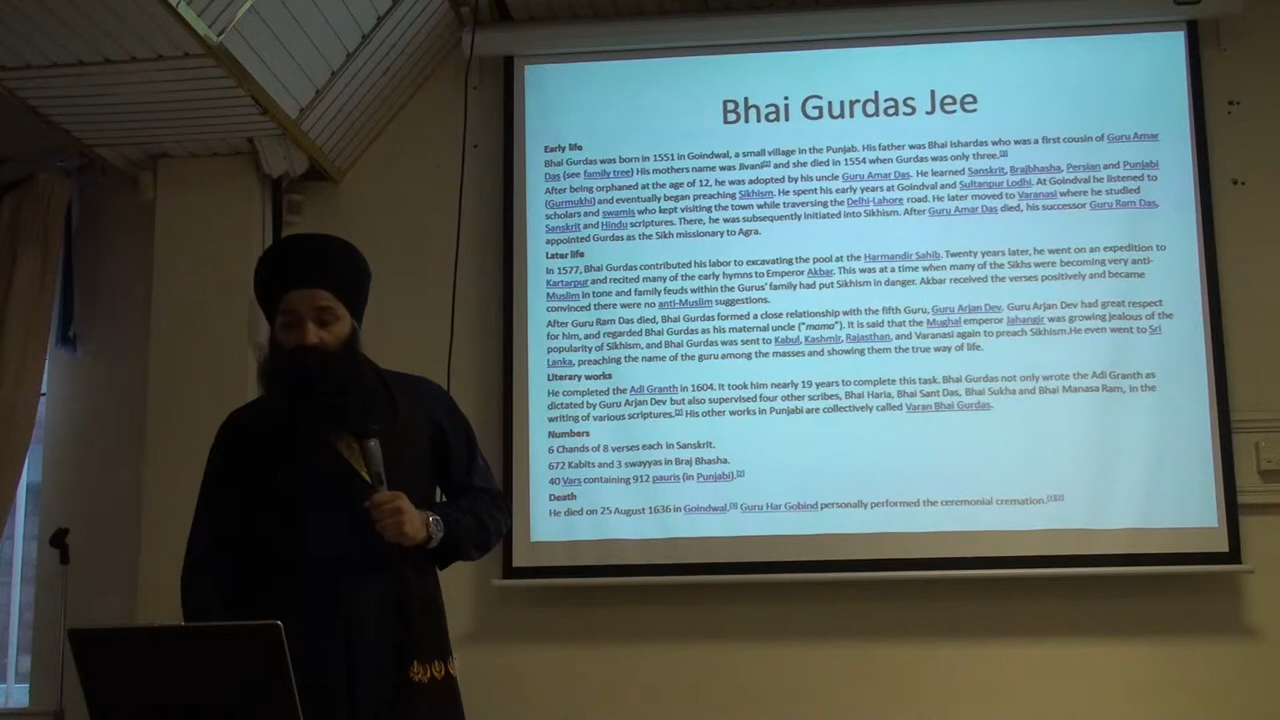 Bhai Gurdas Jee
Early life
Bhai Gurdas was born in 1551 in Goindwal, a small village in the Punjab. His father was Bhai Ishardas who was a first cousin of Guru Amar
Das (see family tree) His mothers name was Jivani[2] and she died in 1554 when Gurdas was only three.[3]
After being orphaned at the age of 12, he was adopted by his uncle Guru Amar Das. He learned Sanskrit, Brajbhasha, Persian and Punjabi
(Gurmukhi) and eventually began preaching Sikhism. He spent his early years at Goindval and Sultanpur Lodhi. At Goindval he listened to
scholars and swamis who kept visiting the town while traversing the Delhi-Lahore road. He later moved to Varanasi where he studied
Sanskrit and Hindu scriptures. There, he was subsequently initiated into Sikhism. After Guru Amar Das died, his successor Guru Ram Das,
appointed Gurdas as the Sikh missionary to Agra.
Later life
In 1577, Bhai Gurdas contributed his labor to excavating the pool at the Harmandir Sahib. Twenty years later, he went on an expedition to
Kartarpur and recited many of the early hymns to Emperor Akbar. This was at a time when many of the Sikhs were becoming very anti-
Muslim in tone and family feuds within the Gurus' family had put Sikhism in danger. Akbar received the verses positively and became
convinced there were no anti-Muslim suggestions.
After Guru Ram Das died, Bhai Gurdas formed a close relationship with the fifth Guru, Guru Arjan Dev. Guru Arjan Dev had great respect
for him, and regarded Bhai Gurdas as his maternal uncle ("mama"). It is said that the Mughal emperor Jahangir was growing jealous of the
popularity of Sikhism, and Bhai Gurdas was sent to Kabul, Kashmir, Rajasthan, and Varanasi again to preach Sikhism.He even went to Sri
Lanka, preaching the name of the guru among the masses and showing them the true way of life.
Literary works
He completed the Adi Granth in 1604. It took him nearly 19 years to complete this task. Bhai Gurdas not only wrote the Adi Granth as
dictated by Guru Arjan Dev but also supervised four other scribes, Bhai Haria, Bhai Sant Das, Bhai Sukha and Bhai Manasa Ram, in the
writing of various scriptures.[2] His other works in Punjabi are collectively called Varan Bhai Gurdas.
Numbers
6 Chands of 8 verses each in Sanskrit.
672 Kabits and 3 swayyas in Braj Bhasha.
40 Vars containing 912 pauris (in Punjabi).[2]
Death
He died on 25 August 1636 in Goindwal. Guru Har Gobind personally performed the ceremonial cremation.